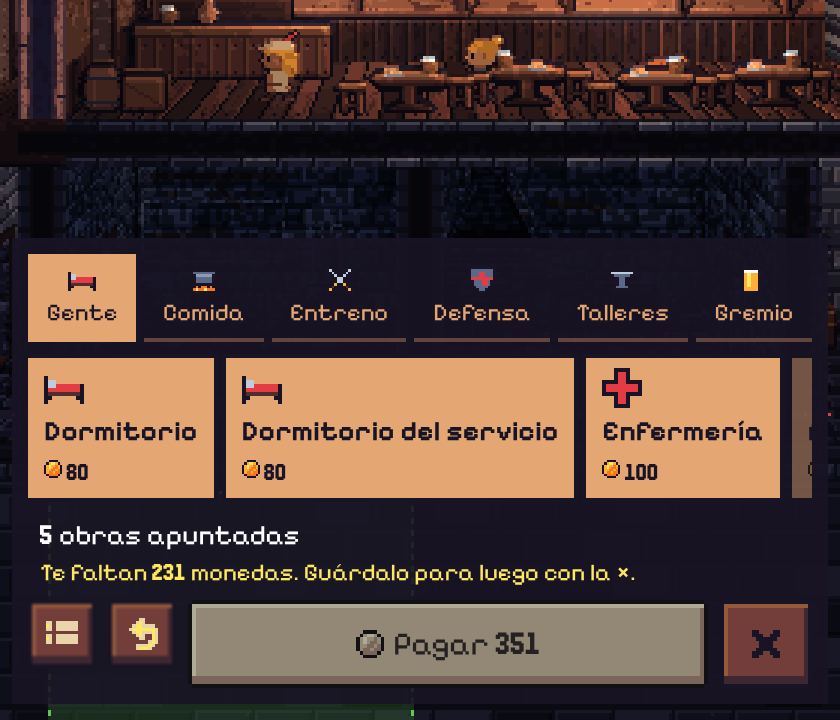 Gente Comida Entreno Defensa Talleres Gremio
Dormitorio Dormitorio del servicio Enfermería
80 80 100
5 obras apuntadas
Te faltan 231 monedas. Guárdalo para luego con la ×.
Pagar 351